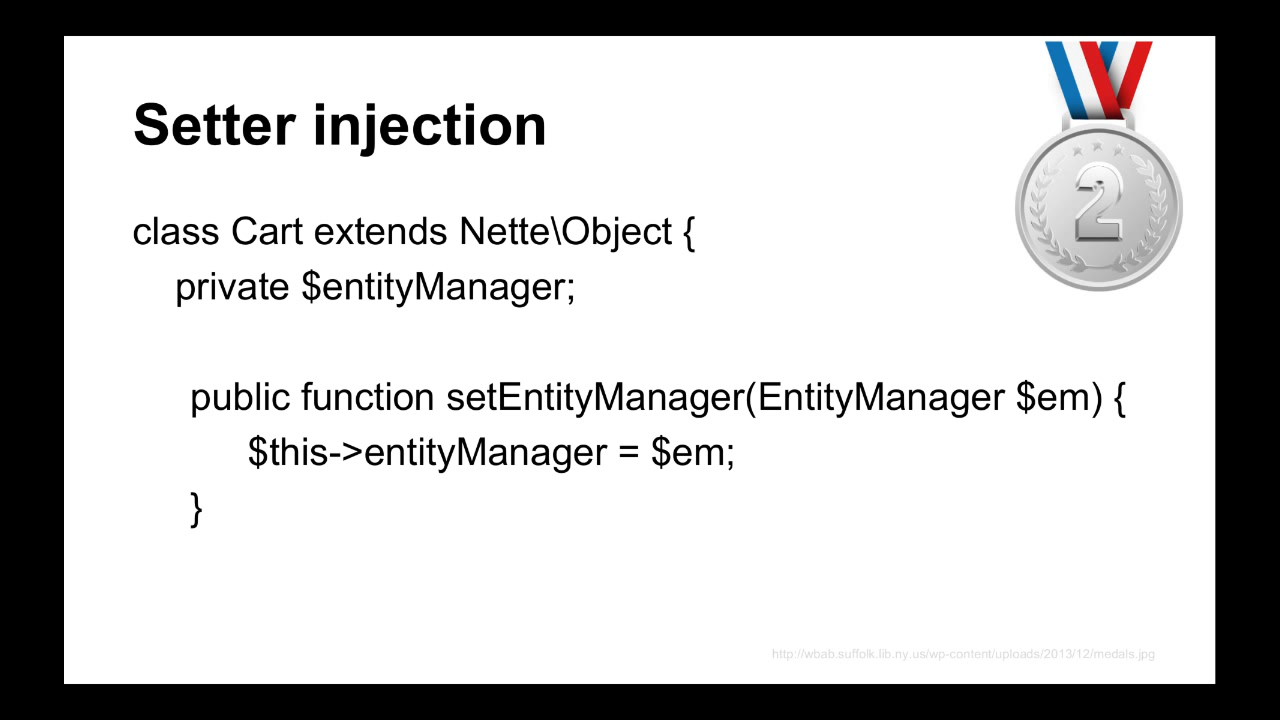 Setter injection
2
class Cart extends Nette\Object {
private $entityManager;
public function setEntityManager(EntityManager $em) {
$this->entityManager = $em;
}
http://wbab.suffolk.lib.ny.us/wp-content/uploads/2013/12/medals.jpg